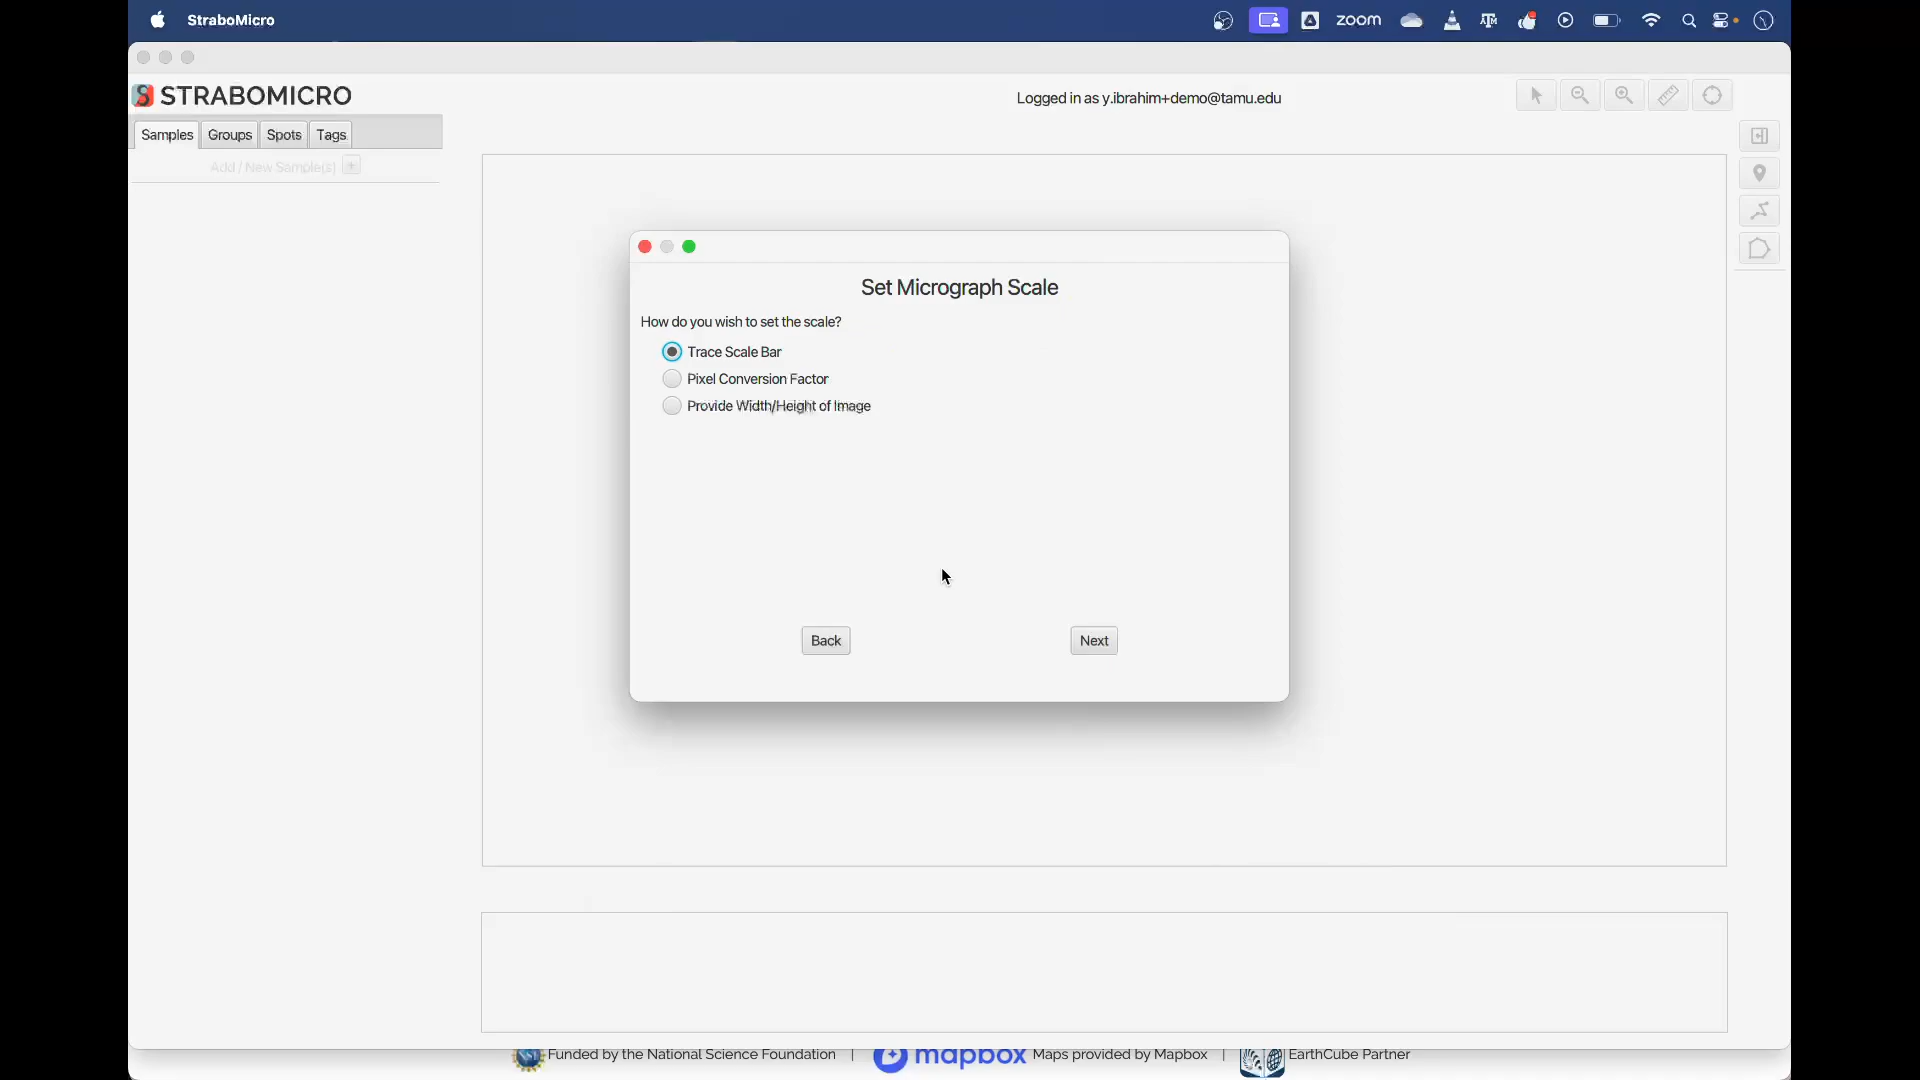 StraboMicro
zoom
STRABOMICRO
Logged in as y.ibrahim+demo@tamu.edu
Samples Groups Spots Tags
Add / New Sample(s) +
Set Micrograph Scale
How do you wish to set the scale?
Trace Scale Bar
Pixel Conversion Factor
Provide Width/Height of Image
Back Next
Funded by the National Science Foundation | mapbox Maps provided by Mapbox | EarthCube Partner